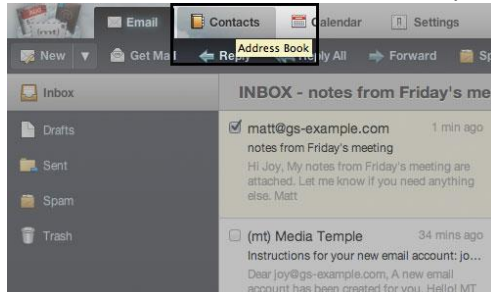 Email Contacts Calendar Settings
New Get Mail Reply Reply All Forward
Address Book
Inbox
Drafts
Sent
Spam
Trash
INBOX - notes from Friday's me
matt@gs-example.com 1 min ago
notes from Friday's meeting
Hi Joy, My notes from Friday's meeting are
attached. Let me know if you need anything
else. Matt
(mt) Media Temple 34 mins ago
Instructions for your new email account: jo...
Dear joy@gs-example.com, A new email
account has been created for you. Hello! MT